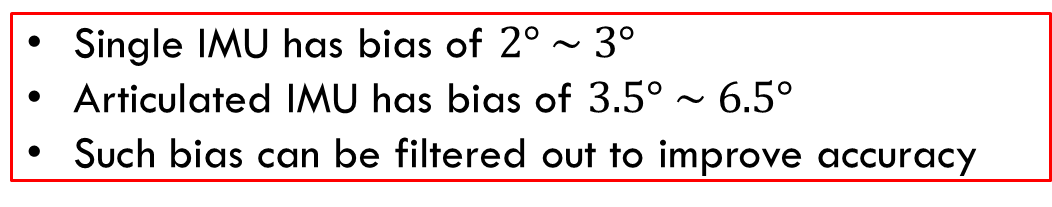 • Single IMU has bias of 2° ~ 3°
• Articulated IMU has bias of 3.5° ~ 6.5°
• Such bias can be filtered out to improve accuracy